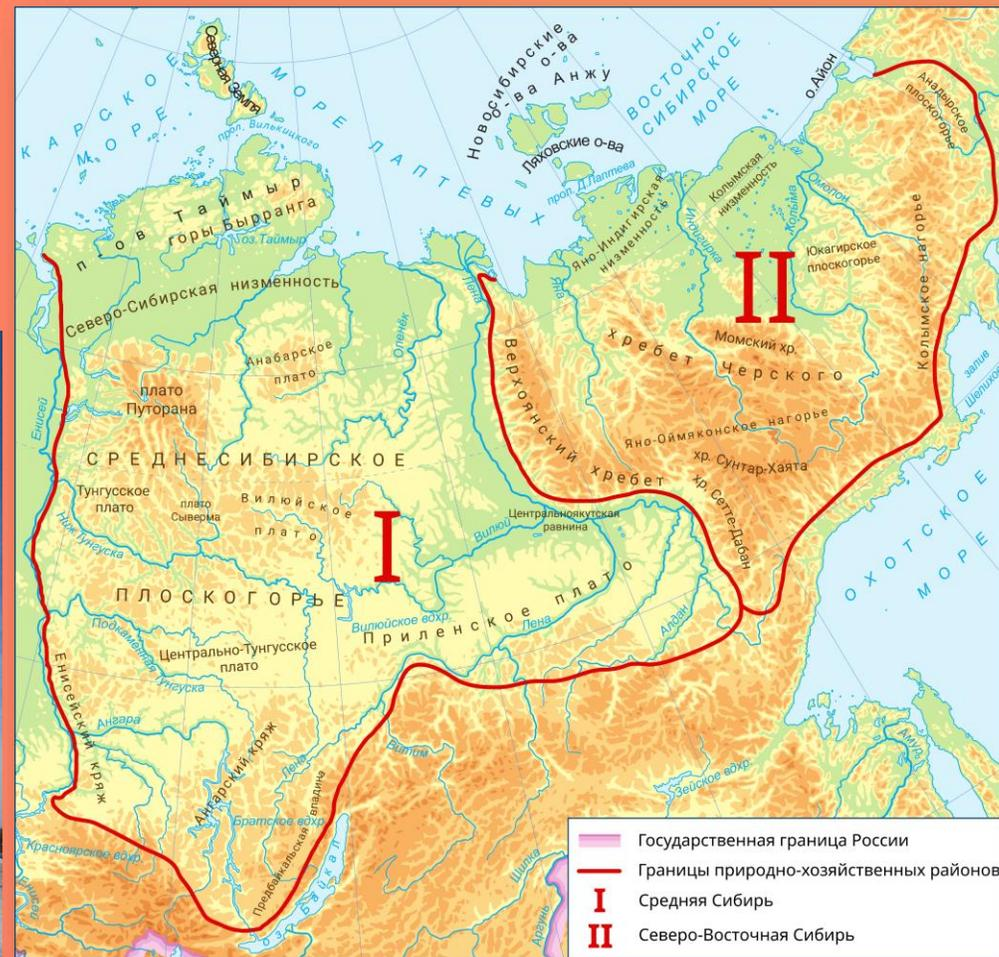 Северная Земля
КАРСКОЕ
МОРЕ
МОРЕ ЛАПТЕВЫХ
прол. Вилькицкого
Новосибирские
о-ва
о-ва Анжу
Ляховские о-ва
прол. Д.Лаптева
ВОСТОЧНО-
СИБИРСКОЕ
МОРЕ
о.Айон
Анадырское
плоскогорье
п-ов Таймыр
горы Бырранга
оз.Таймыр
Северо-Сибирская низменность
Яно-Индигирская
низменность
Колымская
низменность
Индигирка
Колыма
Омолон
Юкагирское
плоскогорье
Колымское нагорье
II
Лена
Яна
Оленёк
Анабарское
плато
плато
Путорана
Енисей
Верхоянский хребет
хребет Черского
Момский хр.
Яно-Оймяконское нагорье
хр. Сунтар-Хаята
хр. Сетте-Дабан
залив
Шелихо
СРЕДНЕСИБИРСКОЕ
Тунгусское
плато
плато
Сыверма
Вилюйское
плато
I
Вилюй
Центральноякутская
равнина
Ниж.Тунгуска
ПЛОСКОГОРЬЕ
Вилюйское вдхр.
Приленское плато
Лена
Алдан
ОХОТСКОЕ
МОРЕ
Подкаменная Тунгуска
Центрально-Тунгусское
плато
Енисейский кряж
Ангара
Ангарский кряж
Лена
Витим
Зейское вдхр.
Амур
Братское вдхр.
Предбайкальская впадина
Красноярское вдхр.
Енисей
оз. Байкал
Шилка
Аргунь
Государственная граница России
Границы природно-хозяйственных районов
I Средняя Сибирь
II Северо-Восточная Сибирь